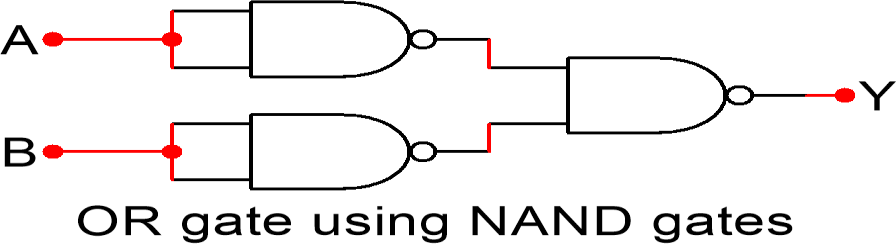 A
Y
B
OR gate using NAND gates